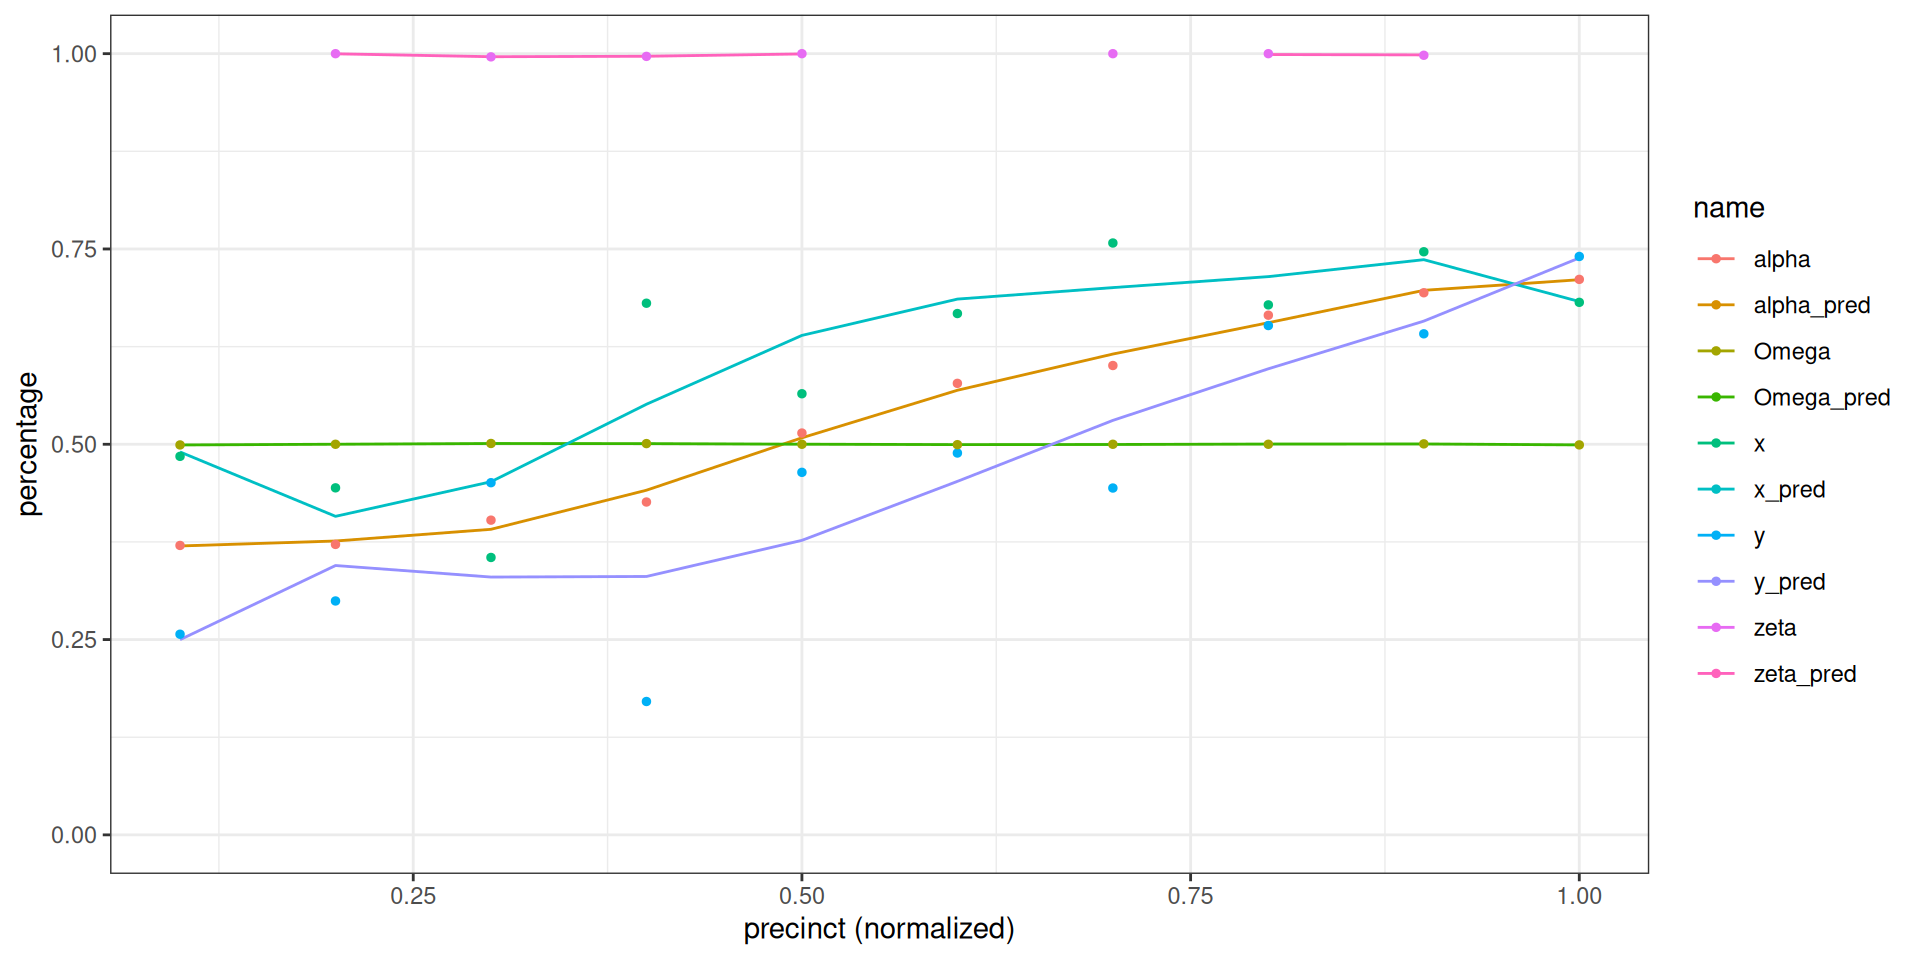 1.00
0.75
0.50
0.25
0.00
percentage
0.25 0.50 0.75 1.00
precinct (normalized)
name
alpha
alpha_pred
Omega
Omega_pred
x
x_pred
y
y_pred
zeta
zeta_pred